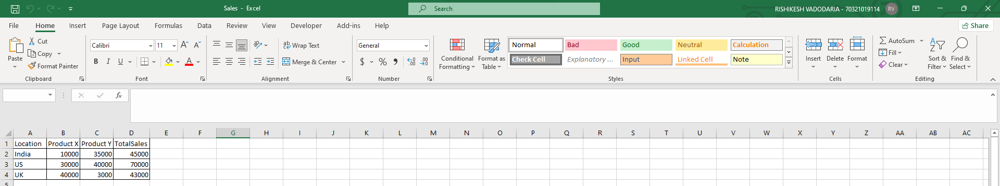 Sales - Excel
Search
RISHIKESH VADODARIA - 70321019114 RV
File Home Insert Page Layout Formulas Data Review View Developer Add-ins Help
Share
Paste
Cut
Copy
Format Painter
Clipboard
Calibri 11 A A
B I U A
Font
ab Wrap Text
Merge & Center
Alignment
General
$ % , .00 .00
Number
Conditional Formatting
Format as Table
Normal Bad Good Neutral Calculation
Check Cell Explanatory ... Input Linked Cell Note
Styles
Insert Delete Format
Cells
AutoSum
Fill
Clear
Sort & Filter
Find & Select
Editing
fx
A B C D E F G H I J K L M N O P Q R S T U V W X Y Z AA AB AC
1 Location Product X Product Y TotalSales
2 India 10000 35000 45000
3 US 30000 40000 70000
4 UK 40000 3000 43000
5